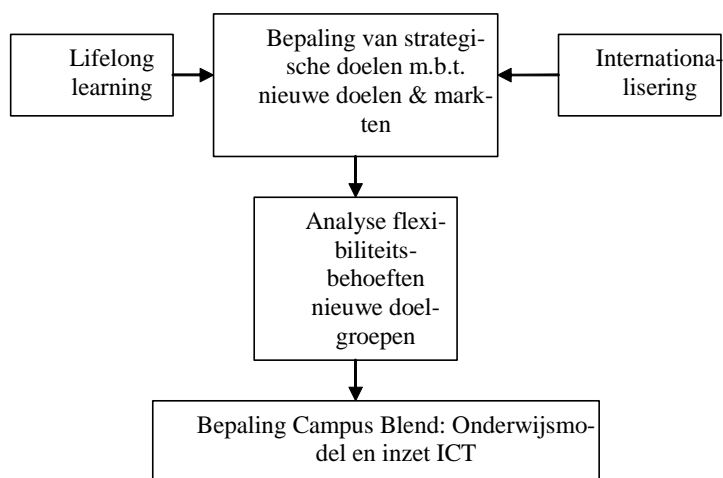 Lifelong
learning
Bepaling van strategi-
sche doelen m.b.t.
nieuwe doelen & mark-
ten
Internationa-
lisering
Analyse flexi-
biliteits-
behoeften
nieuwe doel-
groepen
Bepaling Campus Blend: Onderwijsmo-
del en inzet ICT